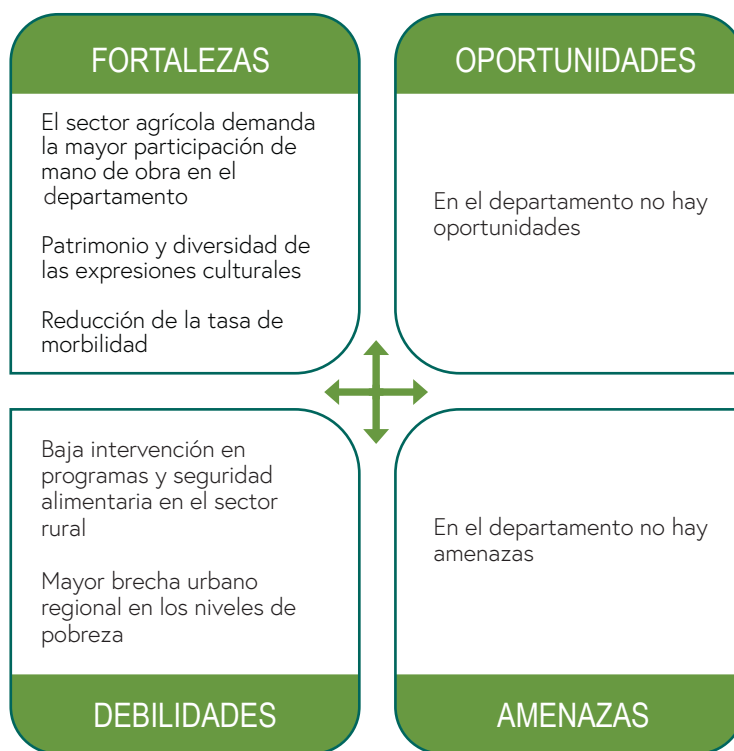 FORTALEZAS
El sector agrícola demanda
la mayor participación de
mano de obra en el
departamento
Patrimonio y diversidad de
las expresiones culturales
Reducción de la tasa de
morbilidad
OPORTUNIDADES
En el departamento no hay
oportunidades
Baja intervención en
programas y seguridad
alimentaria en el sector
rural
Mayor brecha urbano
regional en los niveles de
pobreza
DEBILIDADES
En el departamento no hay
amenazas
AMENAZAS